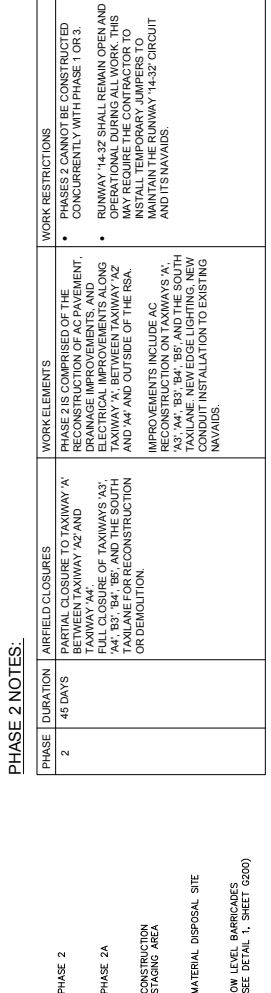 PHASE 2 NOTES:
PHASE
DURATION
AIRFIELD CLOSURES
WORK ELEMENTS
WORK RESTRICTIONS
2
45 DAYS
PARTIAL CLOSURE TO TAXIWAY 'A'
BETWEEN TAXIWAY 'A2' AND
TAXIWAY 'A4'.
FULL CLOSURE OF TAXIWAYS 'A3',
'A4', 'B3', 'B4', 'B5', AND THE SOUTH
TAXILANE FOR RECONSTRUCTION
OR DEMOLITION.
PHASE 2 IS COMPRISED OF THE
RECONSTRUCTION OF AC PAVEMENT,
DRAINAGE IMPROVEMENTS, AND
ELECTRICAL IMPROVEMENTS ALONG
TAXIWAY 'A', BETWEEN TAXIWAY 'A2'
AND 'A4' AND OUTSIDE OF THE RSA.
IMPROVEMENTS INCLUDE AC
RECONSTRUCTION ON TAXIWAYS 'A',
'A3', 'A4', 'B3', 'B4', 'B5', AND THE SOUTH
TAXILANE. NEW EDGE LIGHTING, NEW
CONDUIT INSTALLATION TO EXISTING
NAVAIDS.
• PHASES 2 CANNOT BE CONSTRUCTED
CONCURRENTLY WITH PHASE 1 OR 3.
• RUNWAY '14-32' SHALL REMAIN OPEN AND
OPERATIONAL DURING ALL WORK. THIS
MAY REQUIRE THE CONTRACTOR TO
INSTALL TEMPORARY JUMPERS TO
MAINTAIN THE RUNWAY '14-32' CIRCUIT
AND ITS NAVAIDS.
PHASE 2
PHASE 2A
CONSTRUCTION
STAGING AREA
MATERIAL DISPOSAL SITE
OW LEVEL BARRICADES
SEE DETAIL 1, SHEET G200)